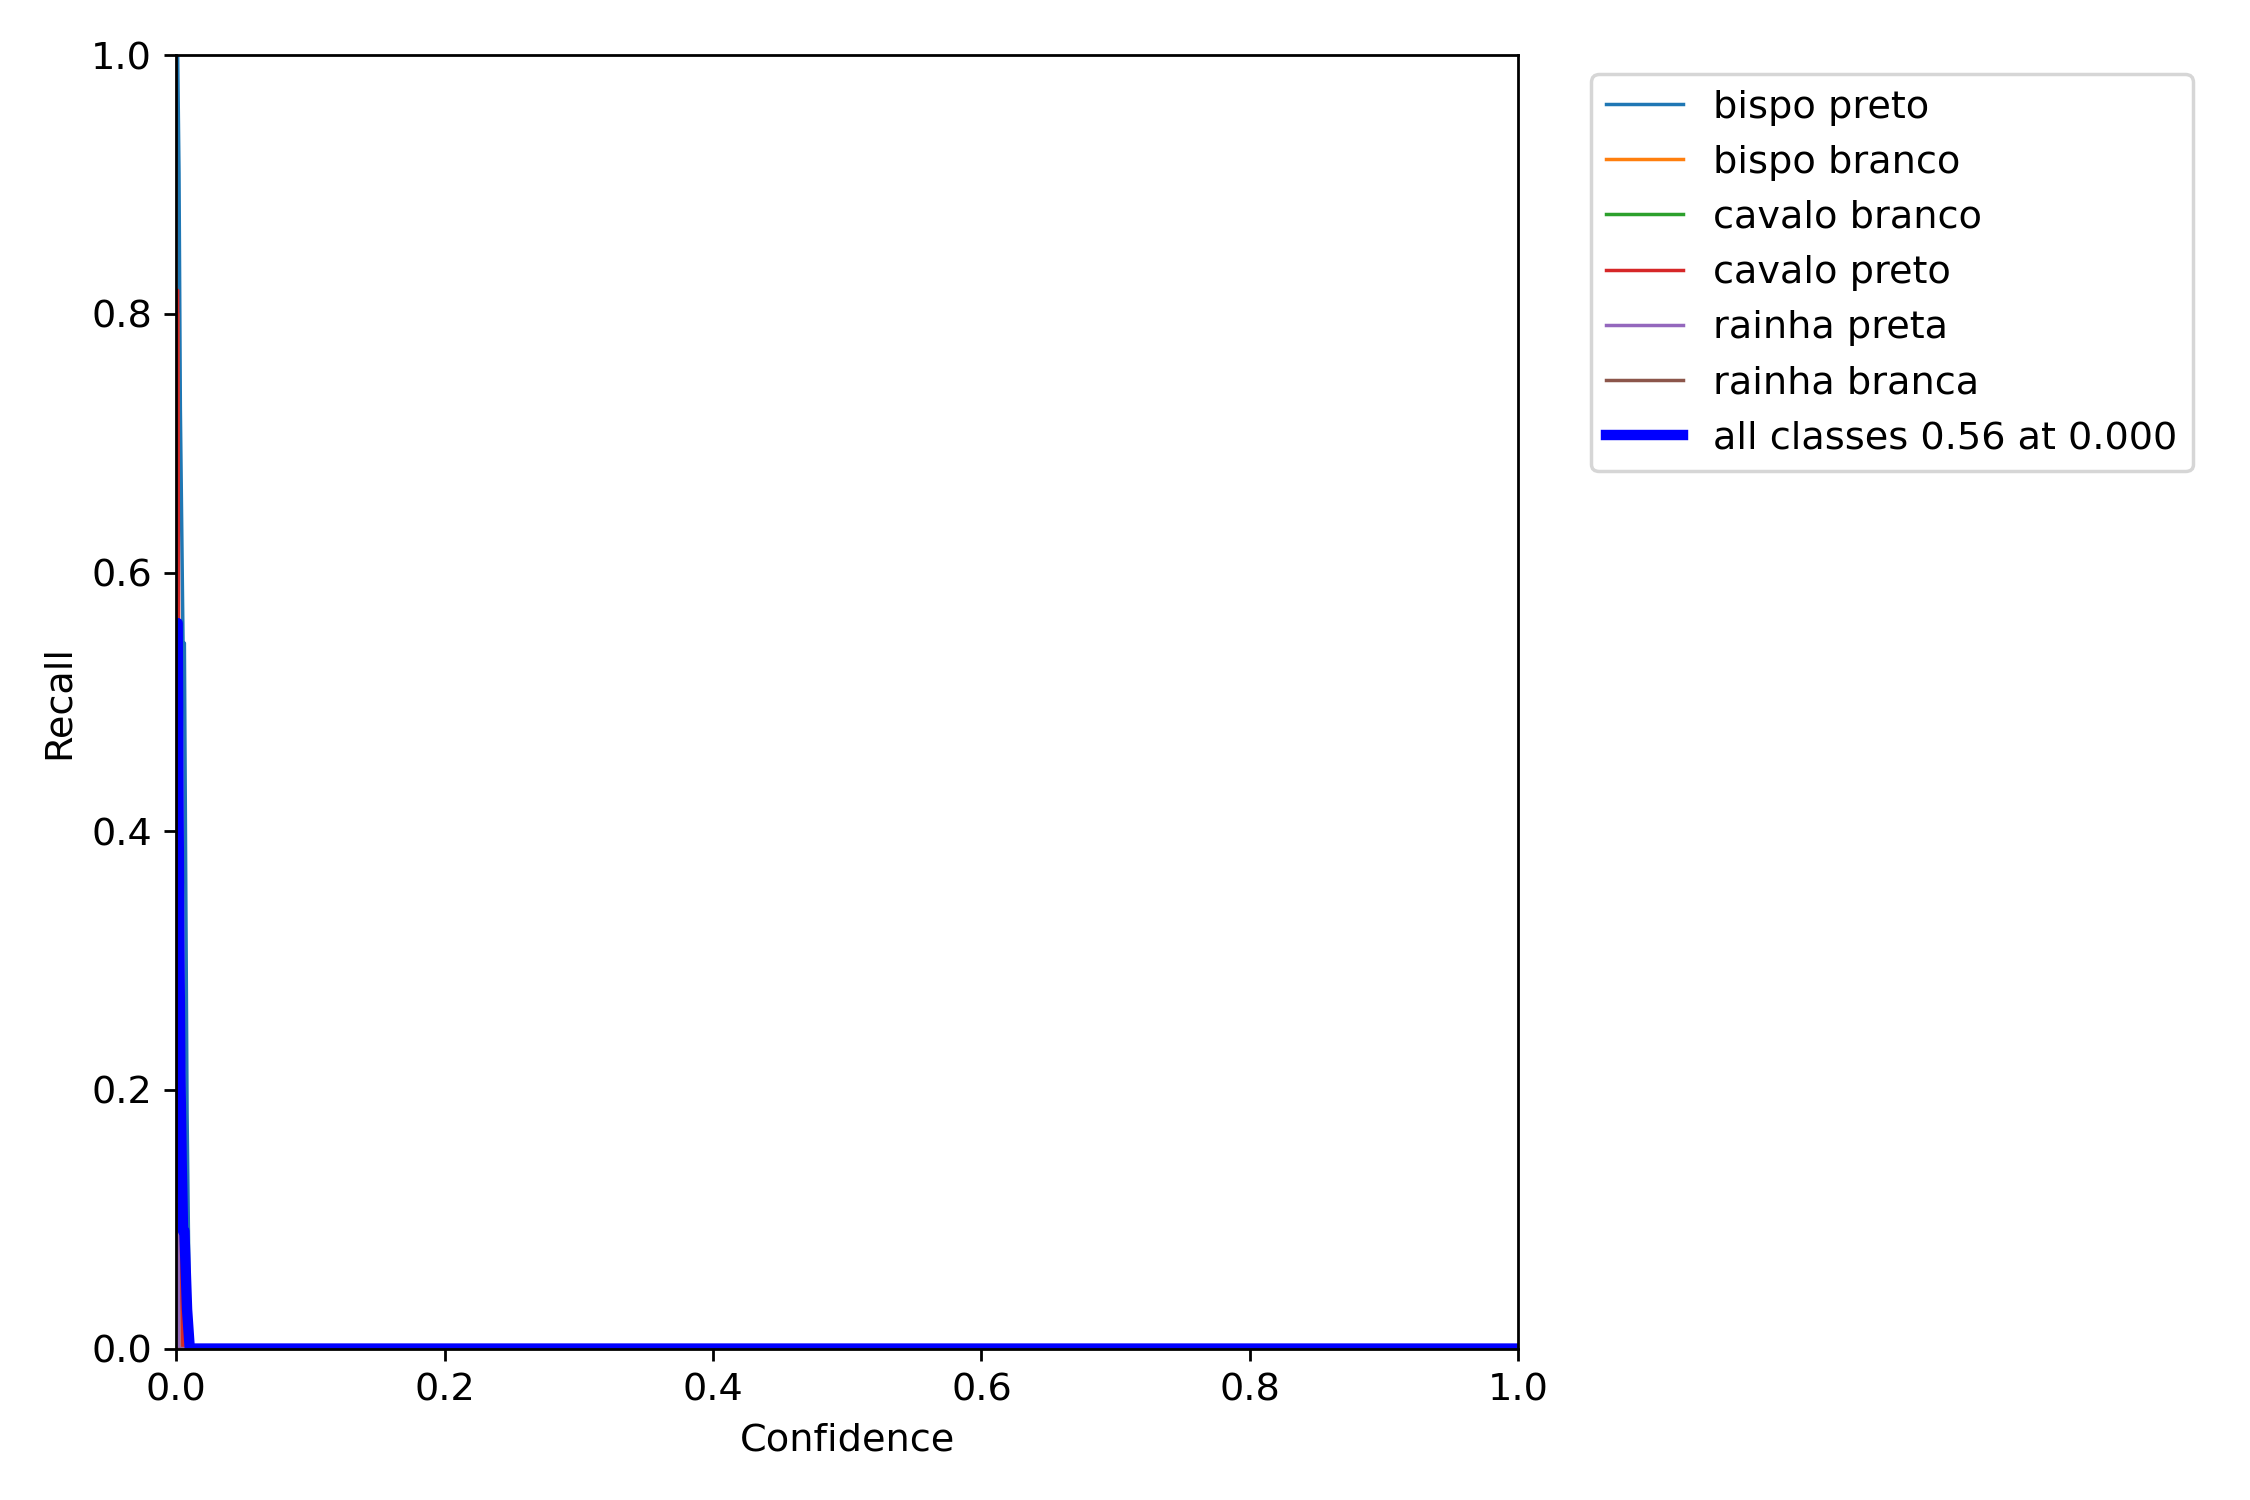 1.0
0.8
0.6
0.4
0.2
0.0
Recall
0.0 0.2 0.4 0.6 0.8 1.0
Confidence
bispo preto
bispo branco
cavalo branco
cavalo preto
rainha preta
rainha branca
all classes 0.56 at 0.000